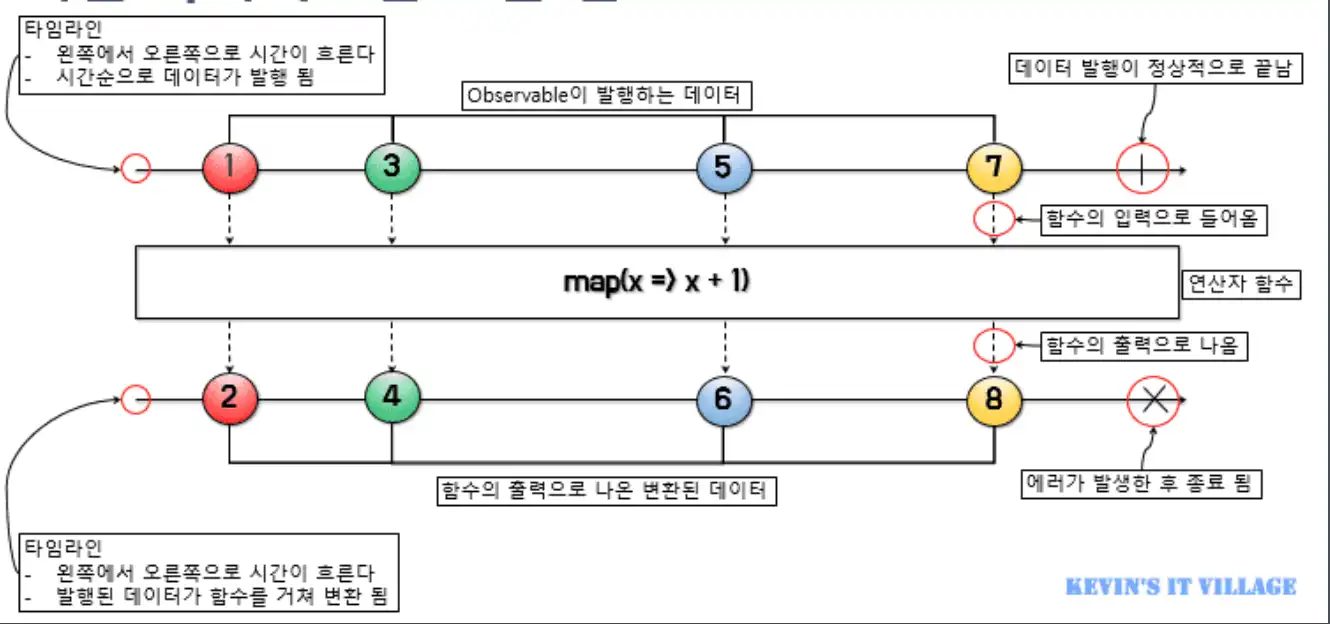 타임라인
- 왼쪽에서 오른쪽으로 시간이 흐른다
- 시간순으로 데이터가 발행 됨
데이터 발행이 정상적으로 끝남
Observable이 발행하는 데이터
1 3 5 7
함수의 입력으로 들어옴
map(x => x + 1)
연산자 함수
함수의 출력으로 나옴
2 4 6 8
함수의 출력으로 나온 변환된 데이터
에러가 발생한 후 종료 됨
타임라인
- 왼쪽에서 오른쪽으로 시간이 흐른다
- 발행된 데이터가 함수를 거쳐 변환 됨
KEVIN'S IT VILLAGE